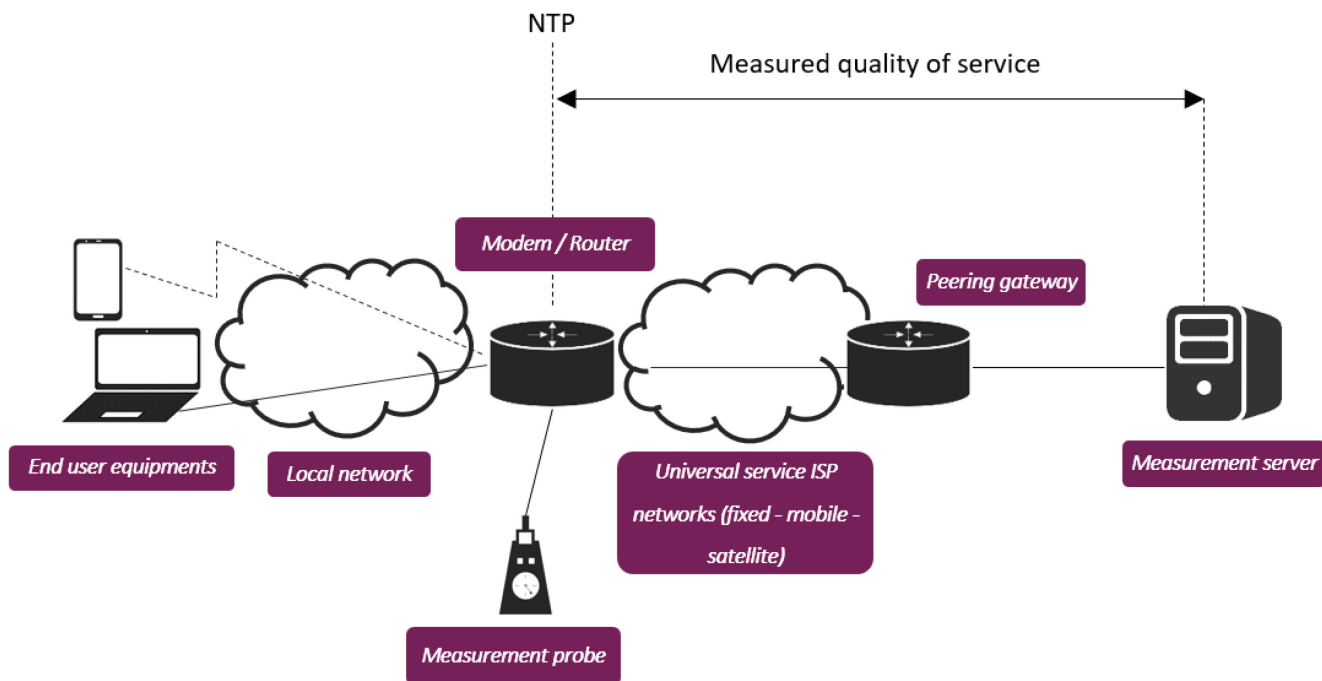 NTP
Measured quality of service
Modem / Router
Peering gateway
End user equipments
Local network
Universal service ISP
networks (fixed - mobile -
satellite)
Measurement server
Measurement probe